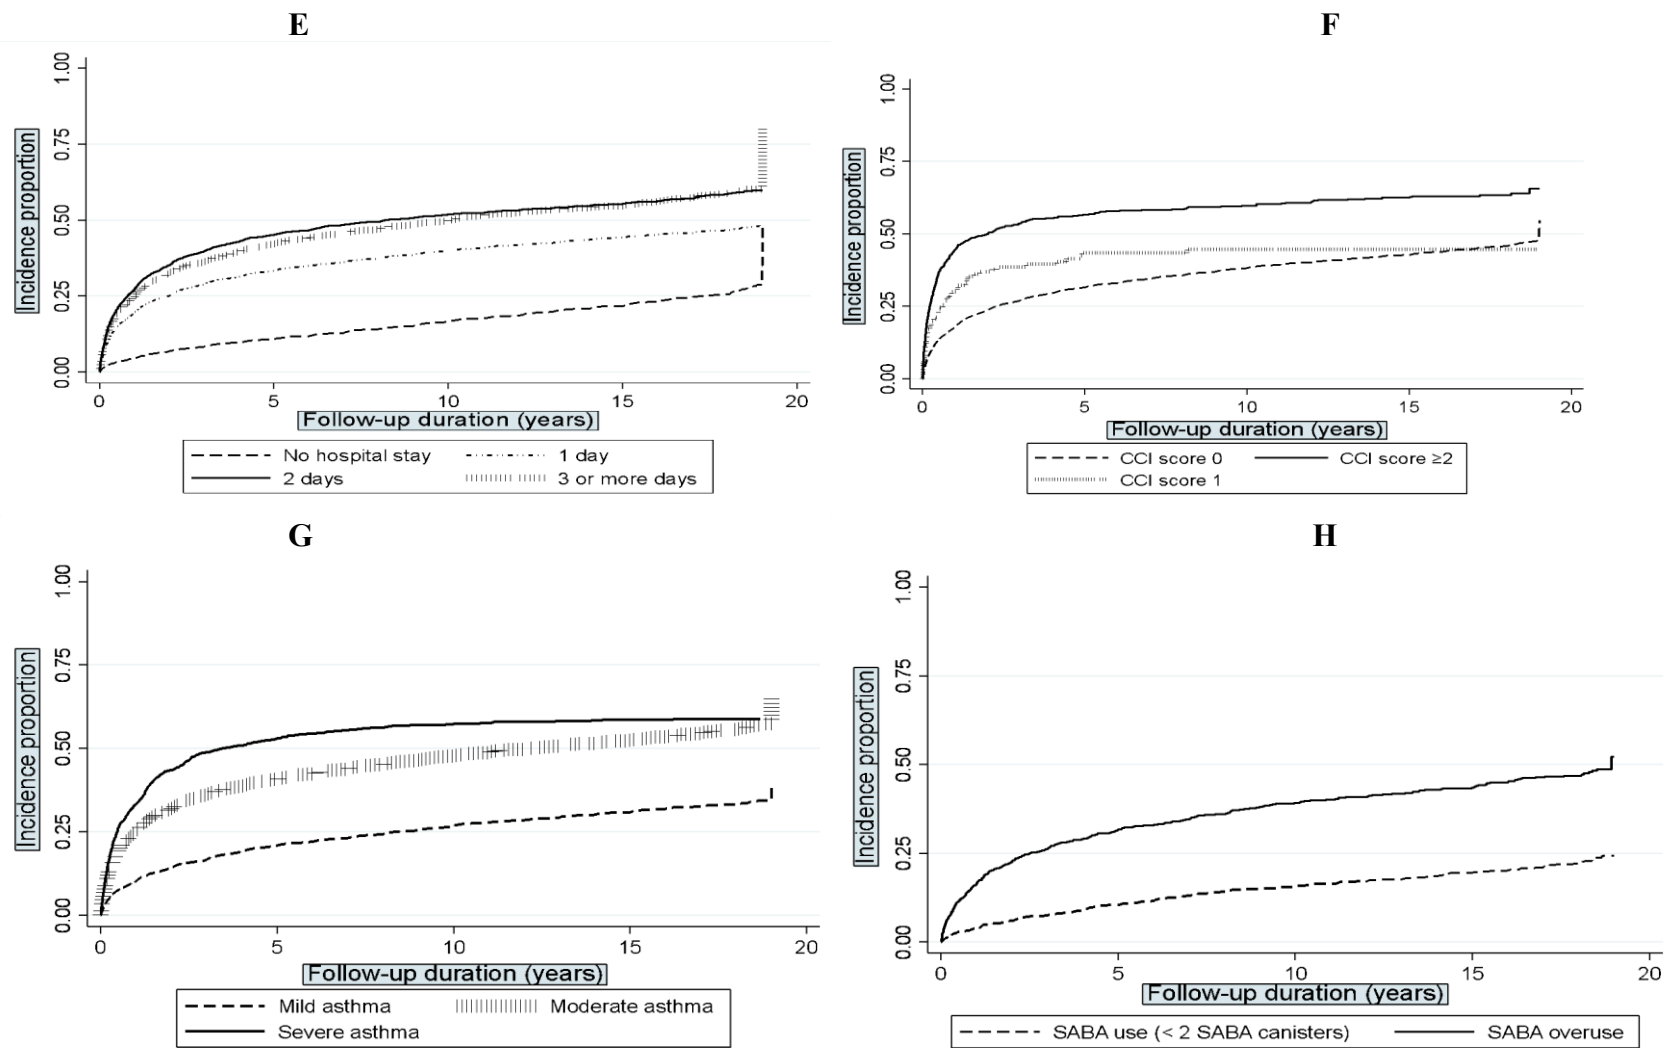 E
1.00
0.75
0.50
0.25
0.00
Incidence proportion
0 5 10 15 20
Follow-up duration (years)
No hospital stay 1 day
2 days 3 or more days
F
1.00
0.75
0.50
0.25
0.00
Incidence proportion
0 5 10 15 20
Follow-up duration (years)
CCI score 0 CCI score ≥2
CCI score 1
G
1.00
0.75
0.50
0.25
0.00
Incidence proportion
0 5 10 15 20
Follow-up duration (years)
Mild asthma Moderate asthma
Severe asthma
H
1.00
0.75
0.50
0.25
0.00
Incidence proportion
0 5 10 15 20
Follow-up duration (years)
SABA use (< 2 SABA canisters) SABA overuse